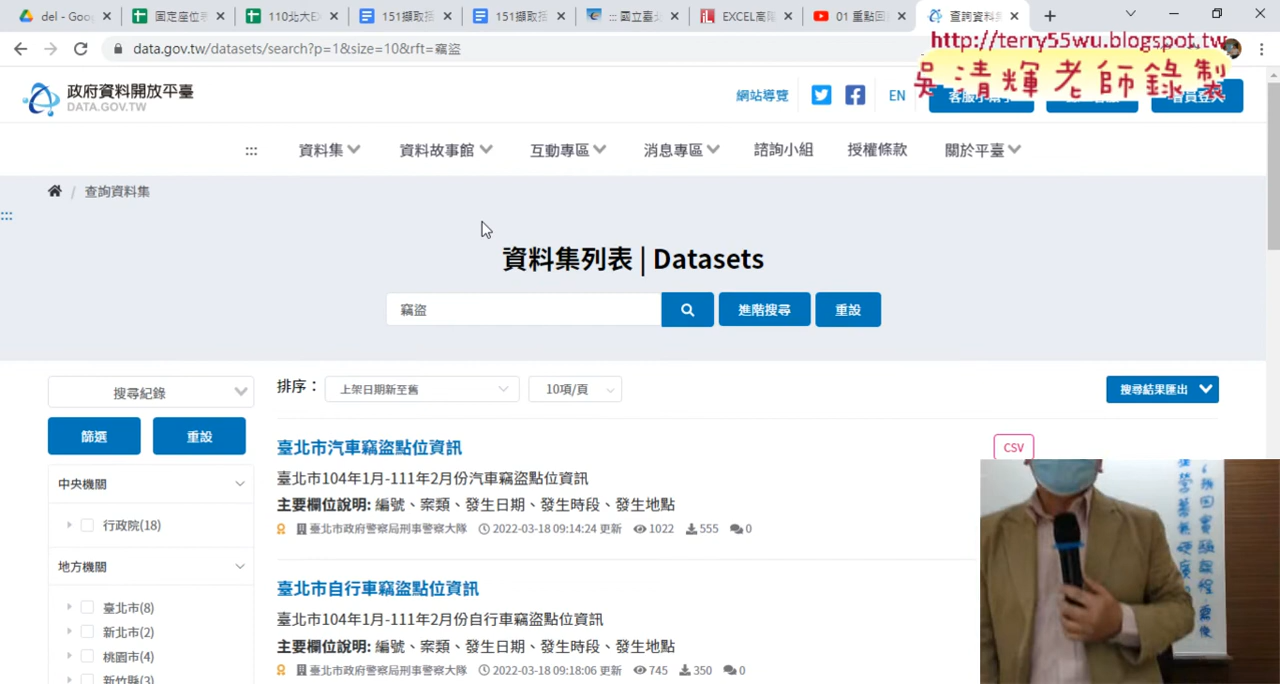 del - Goo
固定座位
110北大E
151擷取
151擷取
::: 國立臺
EXCEL高
01 重點回
查詢資料
data.gov.tw/datasets/search?p=1&size=10&rft=竊盜
http://terry55wu.blogspot.tw
吳清輝老師錄製
政府資料開放平臺
DATA.GOV.TW
網站導覽
EN
:::
資料集
資料故事館
互動專區
消息專區
諮詢小組
授權條款
關於平臺
/ 查詢資料集
:::
資料集列表 | Datasets
竊盜
進階搜尋
重設
搜尋紀錄
排序：
上架日期新至舊
10項/頁
搜尋結果匯出
篩選
重設
臺北市汽車竊盜點位資訊
CSV
臺北市104年1月-111年2月份汽車竊盜點位資訊
主要欄位說明: 編號、案類、發生日期、發生時段、發生地點
臺北市政府警察局刑事警察大隊 2022-03-18 09:14:24 更新 1022 555 0
中央機關
行政院(18)
地方機關
臺北市(8)
新北市(2)
桃園市(4)
新竹縣(3)
臺北市自行車竊盜點位資訊
臺北市104年1月-111年2月份自行車竊盜點位資訊
主要欄位說明: 編號、案類、發生日期、發生時段、發生地點
臺北市政府警察局刑事警察大隊 2022-03-18 09:18:06 更新 745 350 0